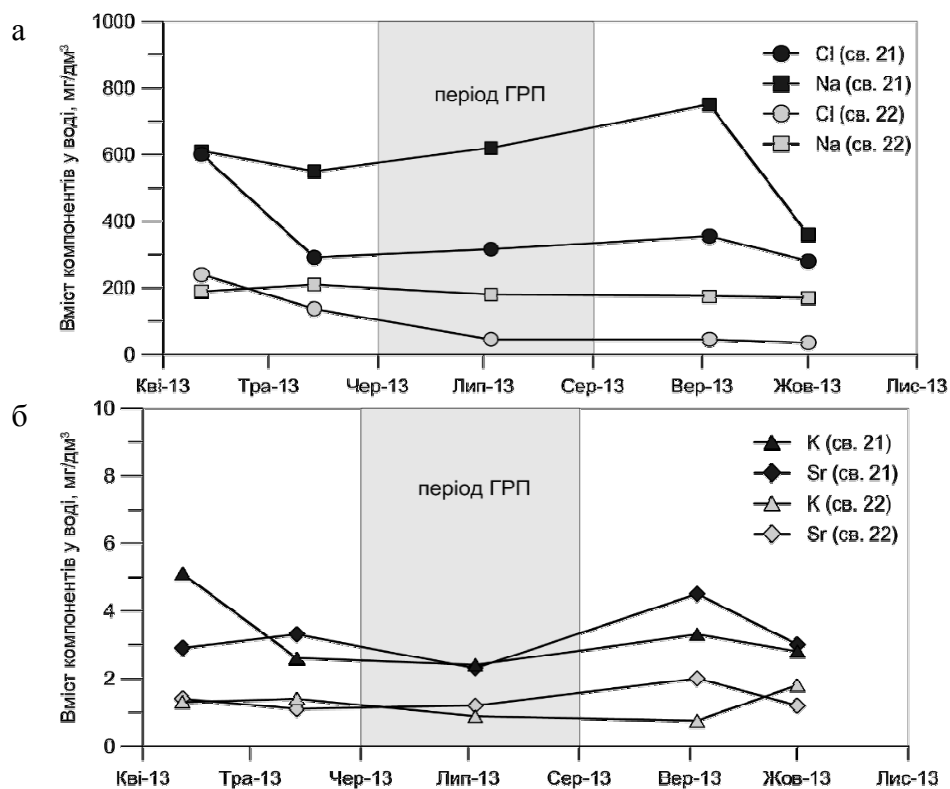 а
Вміст компонентів у воді, мг/дм³
1000
800
600
400
200
0
період ГРП
Cl (св. 21)
Na (св. 21)
Cl (св. 22)
Na (св. 22)
Кві-13 Тра-13 Чер-13 Лип-13 Сер-13 Вер-13 Жов-13 Лис-13
б
Вміст компонентів у воді, мг/дм³
10
8
6
4
2
0
період ГРП
K (св. 21)
Sr (св. 21)
K (св. 22)
Sr (св. 22)
Кві-13 Тра-13 Чер-13 Лип-13 Сер-13 Вер-13 Жов-13 Лис-13